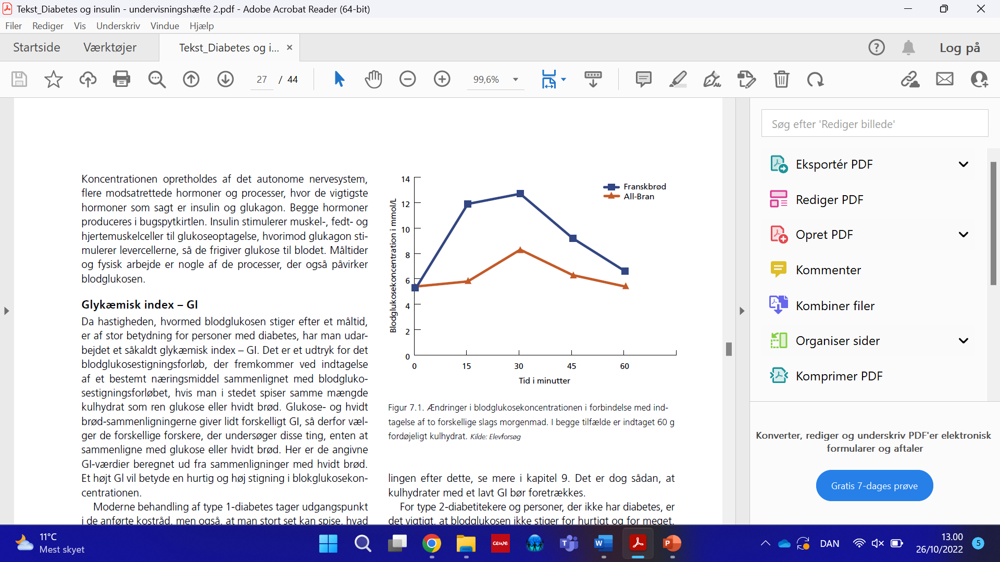 Tekst_Diabetes og insulin - undervisningshæfte 2.pdf - Adobe Acrobat Reader (64-bit)
Filer Rediger Vis Underskriv Vindue Hjælp
Startside Værktøjer Tekst_Diabetes og i... × Log på
27 / 44 99,6%
Koncentrationen opretholdes af det autonome nervesystem,
flere modsatrettede hormoner og processer, hvor de vigtigste
hormoner som sagt er insulin og glukagon. Begge hormoner
produceres i bugspytkirtlen. Insulin stimulerer muskel-, fedt- og
hjertemuskelceller til glukoseoptagelse, hvorimod glukagon sti-
mulerer levercellerne, så de frigiver glukose til blodet. Måltider
og fysisk arbejde er nogle af de processer, der også påvirker
blodglukosen.
Glykæmisk index – GI
Da hastigheden, hvormed blodglukosen stiger efter et måltid,
er af stor betydning for personer med diabetes, har man udar-
bejdet et såkaldt glykæmisk index – GI. Det er et udtryk for det
blodglukosestigningsforløb, der fremkommer ved indtagelse
af et bestemt næringsmiddel sammenlignet med blodgluko-
sestigningsforløbet, hvis man i stedet spiser samme mængde
kulhydrat som ren glukose eller hvidt brød. Glukose- og hvidt
brød-sammenligningerne giver lidt forskelligt GI, så derfor væl-
ger de forskellige forskere, der undersøger disse ting, enten at
sammenligne med glukose eller hvidt brød. Her er de angivne
GI-værdier beregnet ud fra sammenligninger med hvidt brød.
Et højt GI vil betyde en hurtig og høj stigning i blokglukosekon-
centrationen.
Moderne behandling af type 1-diabetes tager udgangspunkt
i de anførte kostråd, men også, at man stort set kan spise, hvad
Blodglukosekoncentration i mmol/L
14
12
10
8
6
4
2
0
0 15 30 45 60
Tid i minutter
Franskbrød
All-Bran
Figur 7.1. Ændringer i blodglukosekoncentrationen i forbindelse med ind-
tagelse af to forskellige slags morgenmad. I begge tilfælde er indtaget 60 g
fordøjeligt kulhydrat. Kilde: Elevforsøg
lingen efter dette, se mere i kapitel 9. Det er dog sådan, at
kulhydrater med et lavt GI bør foretrækkes.
For type 2-diabetitekere og personer, der ikke har diabetes, er
det vigtigt, at blodglukosen ikke stiger for hurtigt og for meget.
Søg efter 'Rediger billede'
Eksportér PDF
Rediger PDF
Opret PDF
Kommenter
Kombiner filer
Organiser sider
Komprimer PDF
Konverter, rediger og underskriv PDF'er elektronisk
formularer og aftaler
Gratis 7-dages prøve
11°C
Mest skyet
cewe
DAN
13.00
26/10/2022
5